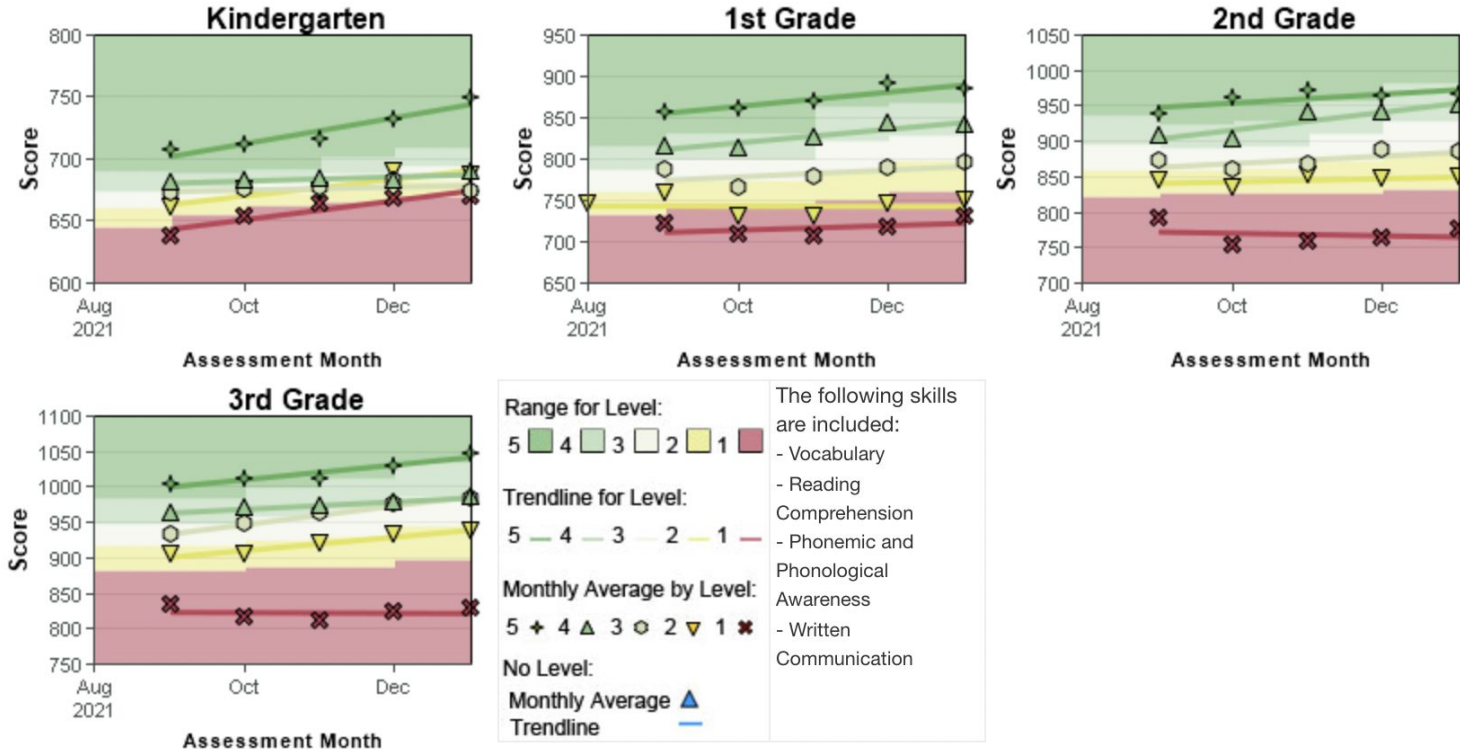 Kindergarten
800
750
700
650
600
Score
Aug
2021
Oct
Dec
Assessment Month
1st Grade
950
900
850
800
750
700
650
Score
Aug
2021
Oct
Dec
Assessment Month
2nd Grade
1050
1000
950
900
850
800
750
700
Score
Aug
2021
Oct
Dec
Assessment Month
3rd Grade
1100
1050
1000
950
900
850
800
750
Score
Aug
2021
Oct
Dec
Assessment Month
Range for Level:
5 4 3 2 1
Trendline for Level:
5 4 3 2 1
Monthly Average by Level:
5 4 3 2 1
No Level:
Monthly Average
Trendline
The following skills
are included:
- Vocabulary
- Reading
Comprehension
- Phonemic and
Phonological
Awareness
- Written
Communication